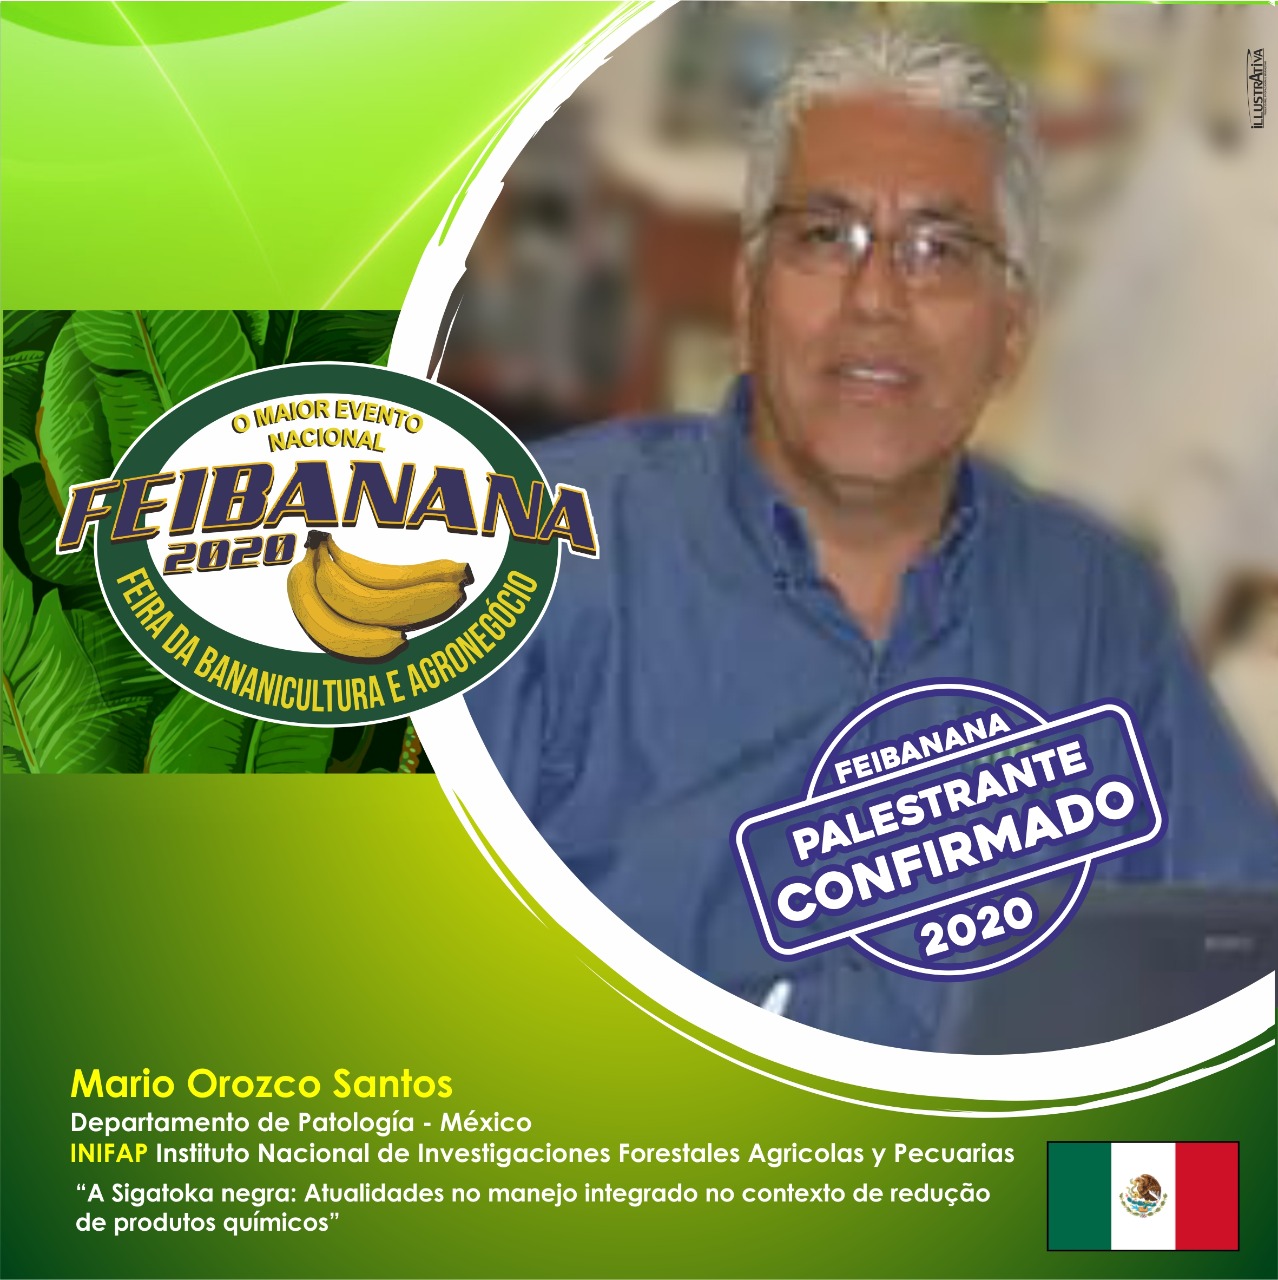 ILLUSTRATIVA
O MAIOR EVENTO
NACIONAL
FEIBANANA
2020
FEIRA DA BANANICULTURA E AGRONEGÓCIO
FEIBANANA
PALESTRANTE
CONFIRMADO
2020
Mario Orozco Santos
Departamento de Patología - México
INIFAP Instituto Nacional de Investigaciones Forestales Agricolas y Pecuarias
“A Sigatoka negra: Atualidades no manejo integrado no contexto de redução
de produtos químicos”